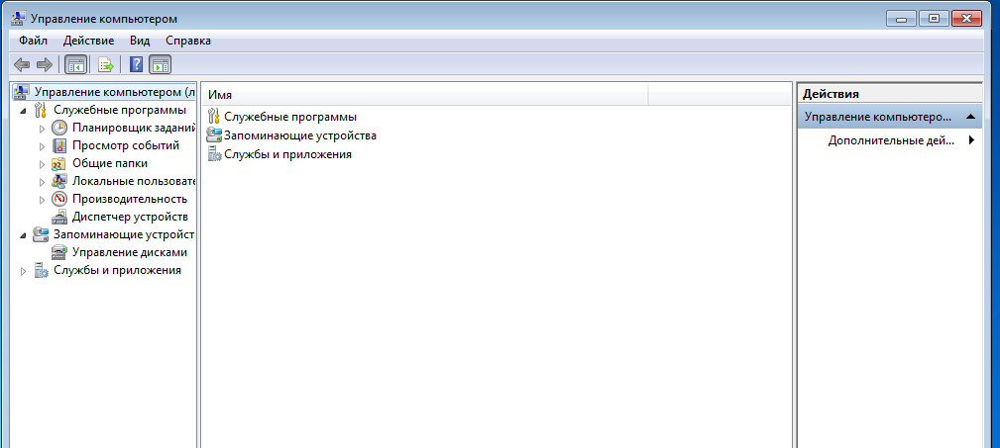 Управление компьютером
Файл Действие Вид Справка
Управление компьютером (л
Служебные программы
Планировщик заданий
Просмотр событий
Общие папки
Локальные пользовате
Производительность
Диспетчер устройств
Запоминающие устройст
Управление дисками
Службы и приложения
Имя
Служебные программы
Запоминающие устройства
Службы и приложения
Действия
Управление компьютеро...
Дополнительные дей...